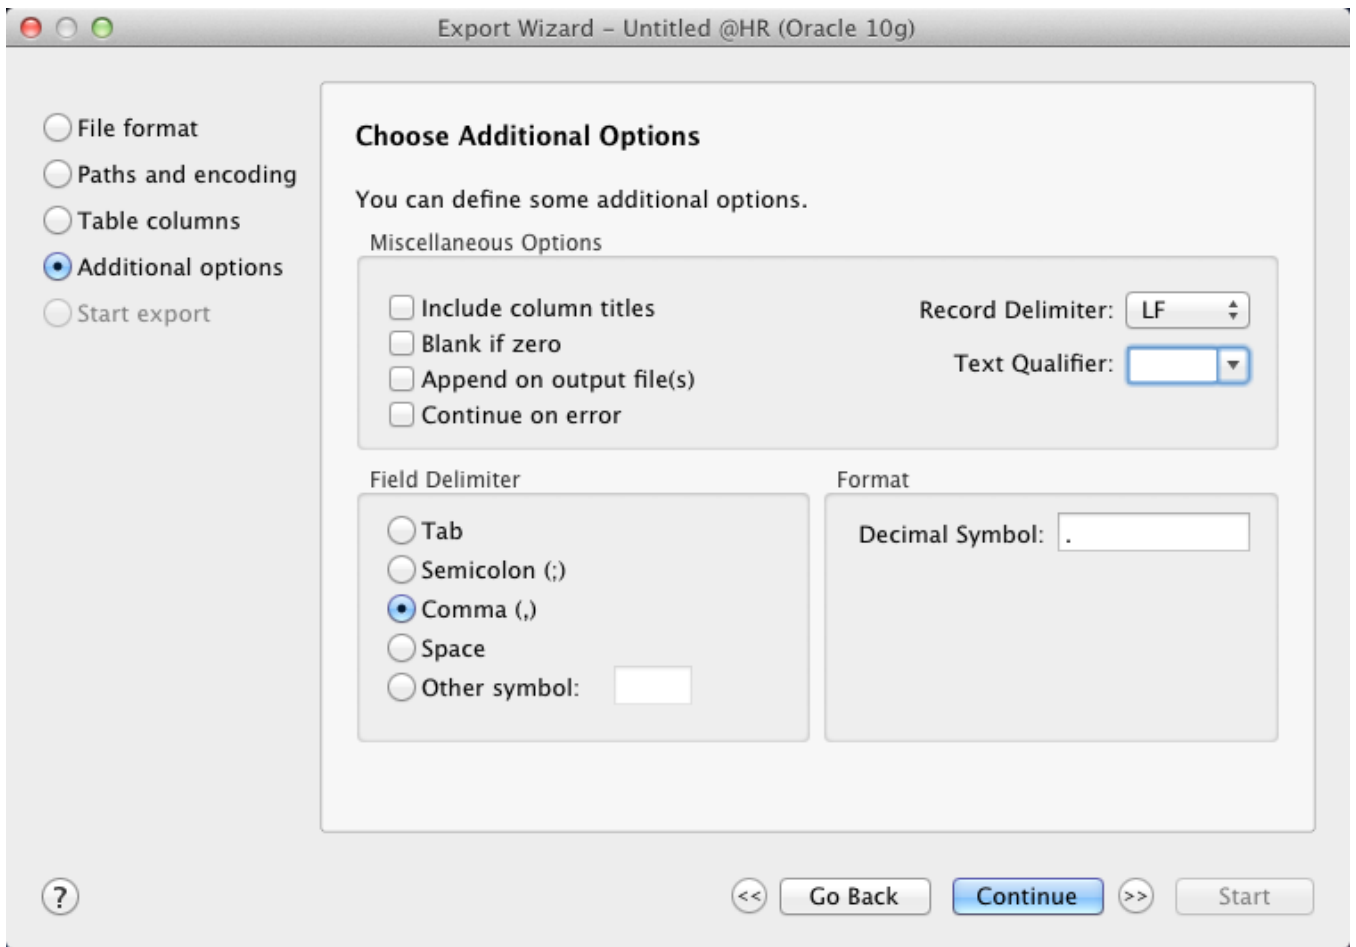 Export Wizard – Untitled @HR (Oracle 10g)
File format
Paths and encoding
Table columns
Additional options
Start export
Choose Additional Options
You can define some additional options.
Miscellaneous Options
Include column titles
Blank if zero
Append on output file(s)
Continue on error
Record Delimiter: LF
Text Qualifier:
Field Delimiter
Tab
Semicolon (;)
Comma (,)
Space
Other symbol:
Format
Decimal Symbol: .
? << Go Back Continue >> Start